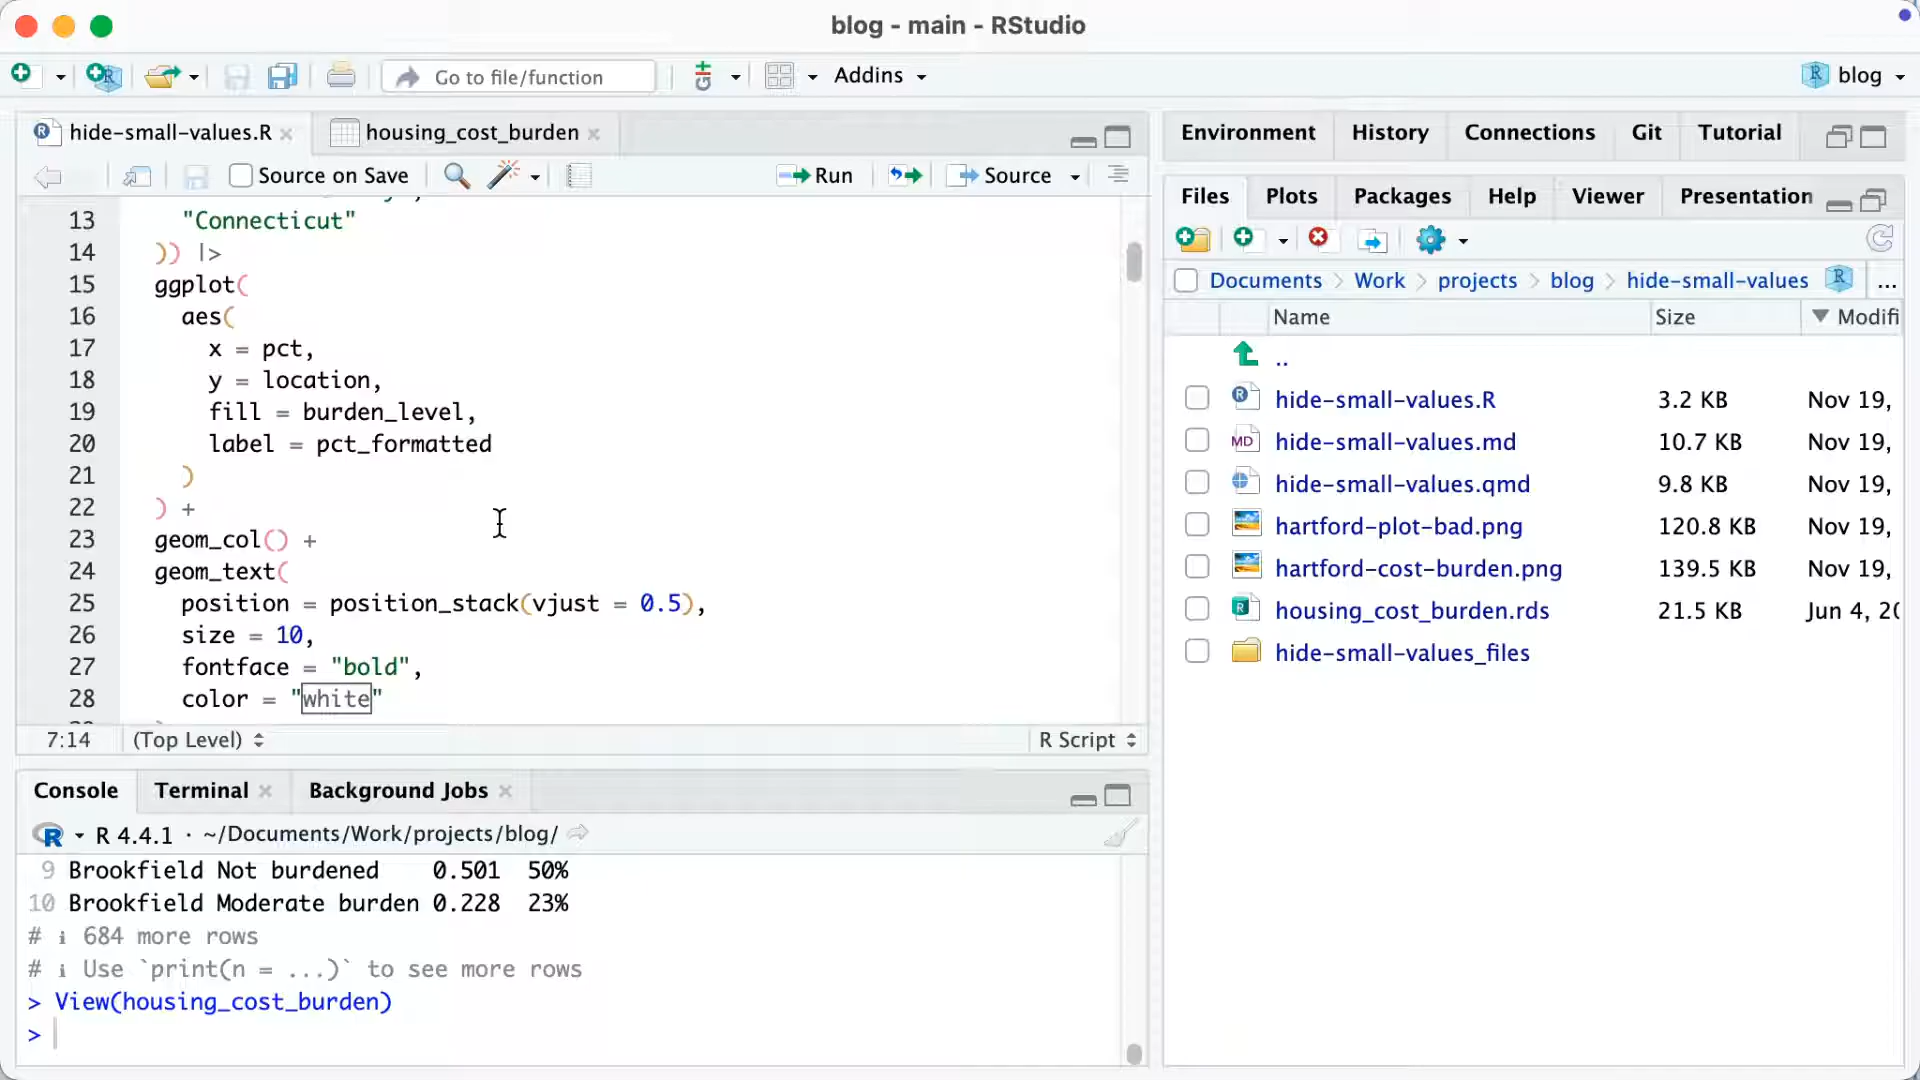 blog - main - RStudio
Go to file/function
Addins
blog
hide-small-values.R
housing_cost_burden
Source on Save
Run
Source
13 "Connecticut"
14 )) |>
15 ggplot(
16 aes(
17 x = pct,
18 y = location,
19 fill = burden_level,
20 label = pct_formatted
21 )
22 ) +
23 geom_col() +
24 geom_text(
25 position = position_stack(vjust = 0.5),
26 size = 10,
27 fontface = "bold",
28 color = "white"
7:14 (Top Level) R Script
Console Terminal Background Jobs
R 4.4.1 · ~/Documents/Work/projects/blog/
9 Brookfield Not burdened 0.501 50%
10 Brookfield Moderate burden 0.228 23%
# ℹ 684 more rows
# ℹ Use `print(n = ...)` to see more rows
> View(housing_cost_burden)
>
Environment History Connections Git Tutorial
Files Plots Packages Help Viewer Presentation
Documents Work projects blog hide-small-values ...
Name Size Modifi
..
hide-small-values.R 3.2 KB Nov 19,
MD hide-small-values.md 10.7 KB Nov 19,
hide-small-values.qmd 9.8 KB Nov 19,
hartford-plot-bad.png 120.8 KB Nov 19,
hartford-cost-burden.png 139.5 KB Nov 19,
housing_cost_burden.rds 21.5 KB Jun 4, 20
hide-small-values_files